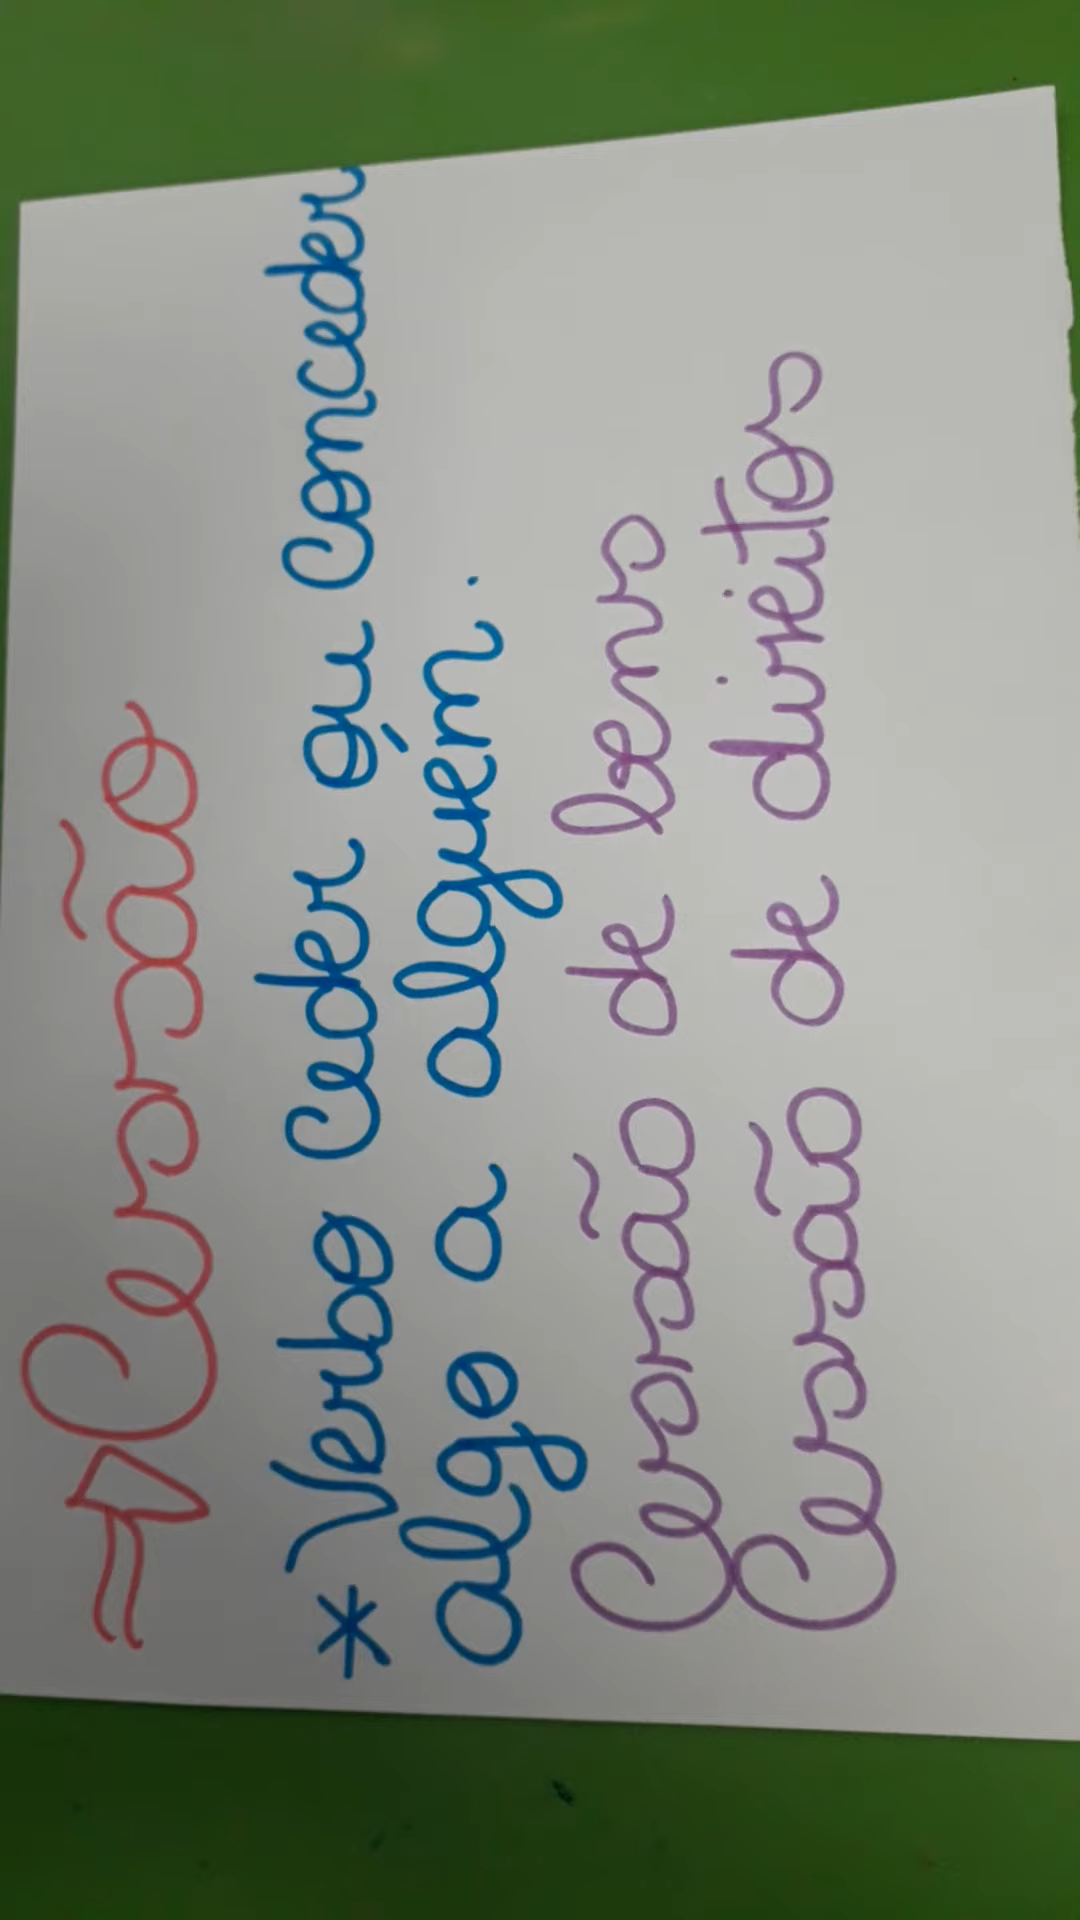 ⇒ Cessão
* Verbo Ceder ou Conceder
algo a alguém.
Cessão de bens
Cessão de direitos